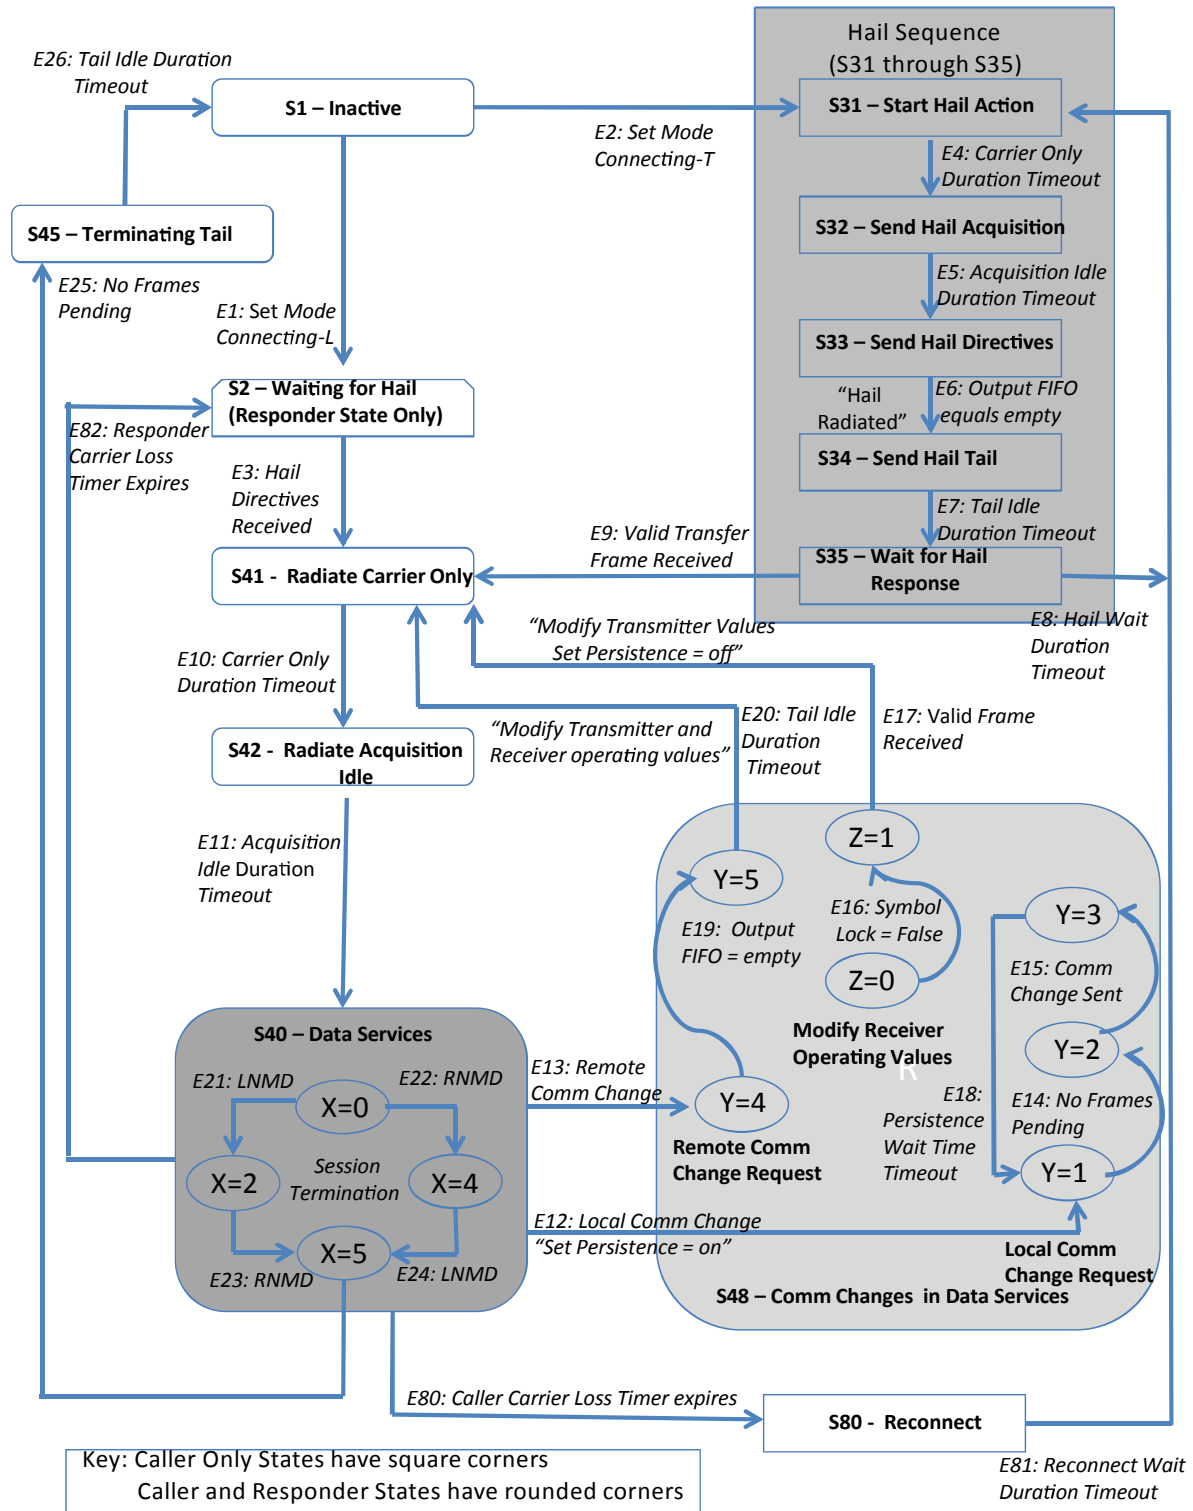 Hail Sequence
(S31 through S35)
E26: Tail Idle Duration
Timeout
S1 – Inactive
S31 – Start Hail Action
E2: Set Mode
Connecting-T
E4: Carrier Only
Duration Timeout
S45 – Terminating Tail
S32 – Send Hail Acquisition
E25: No Frames
Pending
E5: Acquisition Idle
Duration Timeout
E1: Set Mode
Connecting-L
S33 – Send Hail Directives
S2 – Waiting for Hail
(Responder State Only)
“Hail
Radiated”
E6: Output FIFO
equals empty
E82: Responder
Carrier Loss
Timer Expires
S34 – Send Hail Tail
E3: Hail
Directives
Received
E7: Tail Idle
Duration Timeout
E9: Valid Transfer
Frame Received
S35 – Wait for Hail
Response
S41 - Radiate Carrier Only
“Modify Transmitter Values
Set Persistence = off”
E8: Hail Wait
Duration
Timeout
E10: Carrier Only
Duration Timeout
E20: Tail Idle
Duration
Timeout
E17: Valid Frame
Received
“Modify Transmitter and
Receiver operating values”
S42 - Radiate Acquisition
Idle
E11: Acquisition
Idle Duration
Timeout
Z=1
Y=5
Y=3
E16: Symbol
Lock = False
E19: Output
FIFO = empty
E15: Comm
Change Sent
Z=0
Modify Receiver
Operating Values
R
Y=2
S40 – Data Services
E13: Remote
Comm Change
E21: LNMD
E22: RNMD
X=0
Y=4
E18:
Persistence
Wait Time
Timeout
E14: No Frames
Pending
Remote Comm
Change Request
Session
Termination
X=2
X=4
Y=1
E12: Local Comm Change
“Set Persistence = on”
X=5
E23: RNMD
E24: LNMD
Local Comm
Change Request
S48 – Comm Changes in Data Services
E80: Caller Carrier Loss Timer expires
S80 - Reconnect
E81: Reconnect Wait
Duration Timeout
Key: Caller Only States have square corners
Caller and Responder States have rounded corners